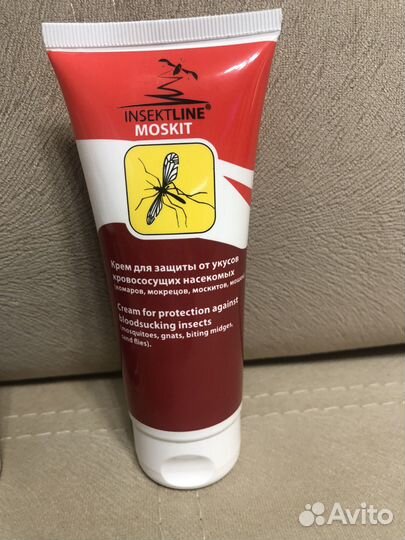 INSEKTLINE®
MOSKIT
Крем для защиты от укусов
кровососущих насекомых
(комаров, мокрецов, москитов, мошек
Cream for protection against
bloodsucking insects
(mosquitoes, gnats, biting midges,
sand flies).
Avito